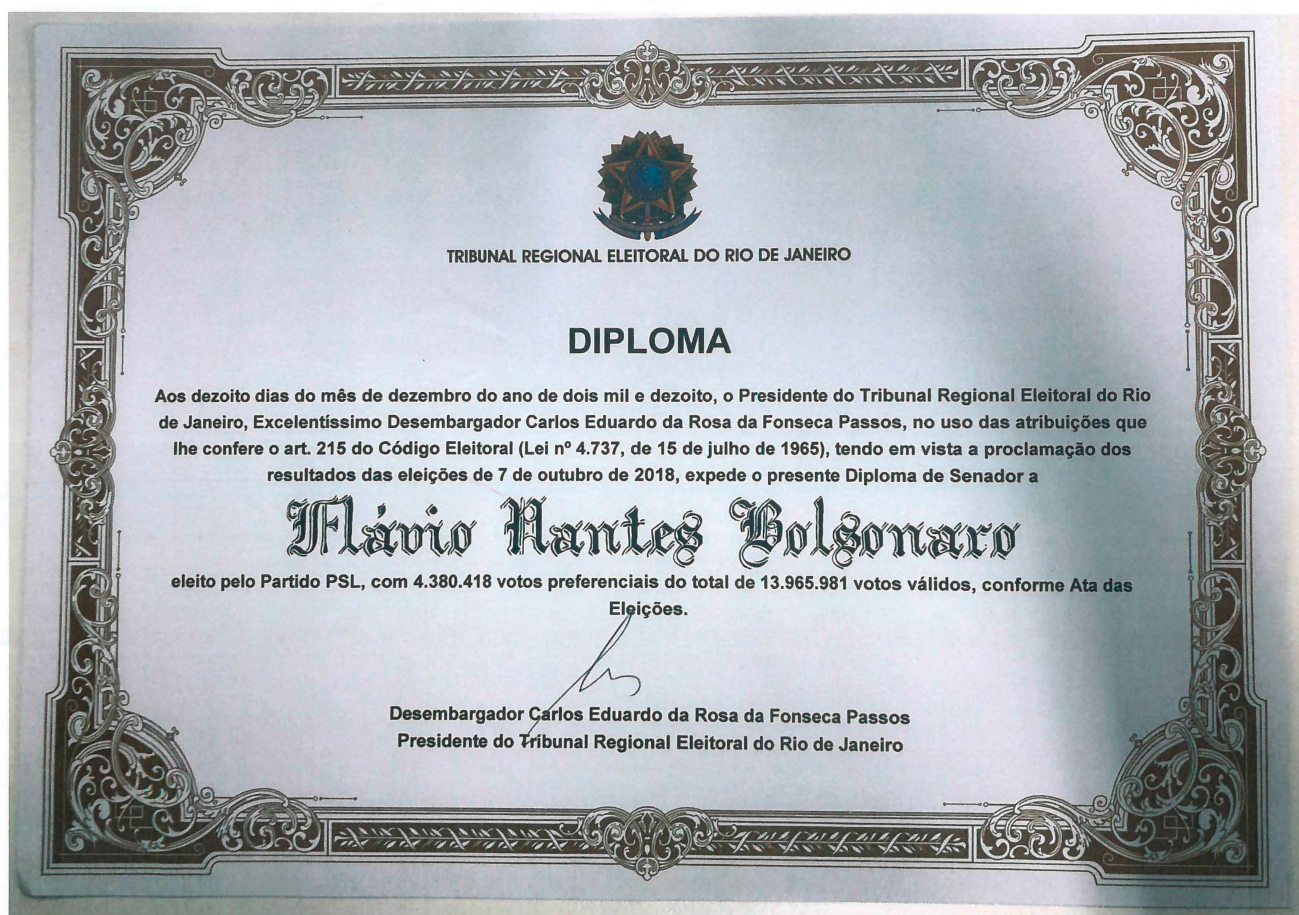 TRIBUNAL REGIONAL ELEITORAL DO RIO DE JANEIRO
DIPLOMA
Aos dezoito dias do mês de dezembro do ano de dois mil e dezoito, o Presidente do Tribunal Regional Eleitoral do Rio
de Janeiro, Excelentíssimo Desembargador Carlos Eduardo da Rosa da Fonseca Passos, no uso das atribuições que
lhe confere o art. 215 do Código Eleitoral (Lei nº 4.737, de 15 de julho de 1965), tendo em vista a proclamação dos
resultados das eleições de 7 de outubro de 2018, expede o presente Diploma de Senador a
Flávio Nantes Bolsonaro
eleito pelo Partido PSL, com 4.380.418 votos preferenciais do total de 13.965.981 votos válidos, conforme Ata das
Eleições.
Desembargador Carlos Eduardo da Rosa da Fonseca Passos
Presidente do Tribunal Regional Eleitoral do Rio de Janeiro